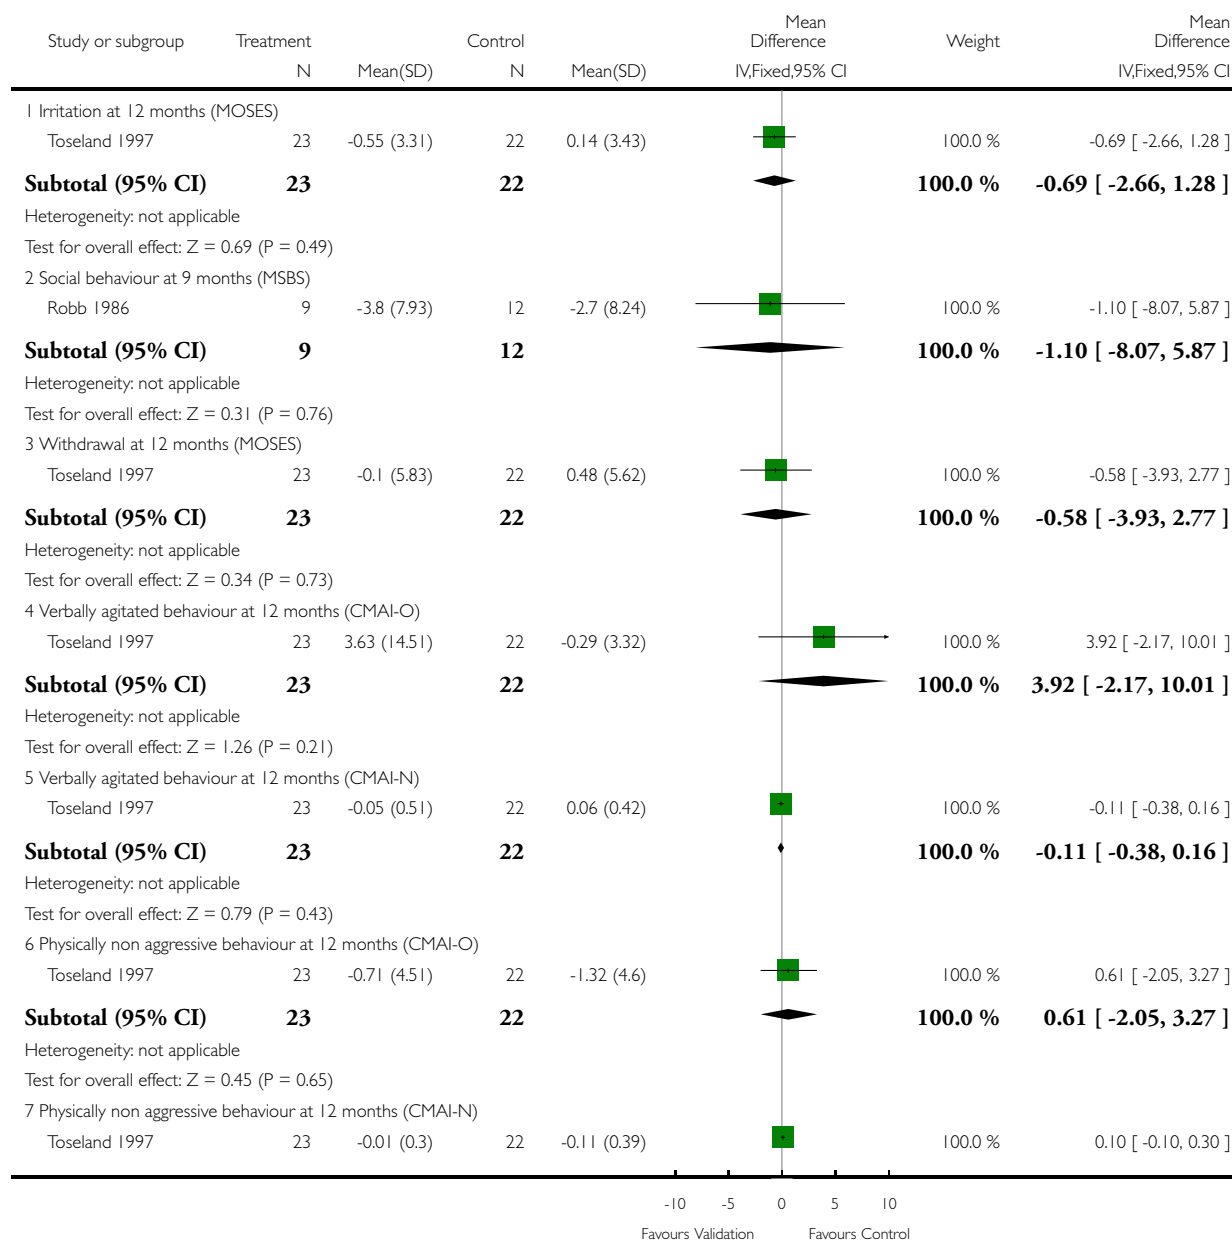 Study or subgroup Treatment Control Mean Difference Weight Mean Difference
N Mean(SD) N Mean(SD) IV,Fixed,95% CI IV,Fixed,95% CI
1 Irritation at 12 months (MOSES)
Toseland 1997 23 -0.55 (3.31) 22 0.14 (3.43) 100.0 % -0.69 [ -2.66, 1.28 ]
Subtotal (95% CI) 23 22 100.0 % -0.69 [ -2.66, 1.28 ]
Heterogeneity: not applicable
Test for overall effect: Z = 0.69 (P = 0.49)
2 Social behaviour at 9 months (MSBS)
Robb 1986 9 -3.8 (7.93) 12 -2.7 (8.24) 100.0 % -1.10 [ -8.07, 5.87 ]
Subtotal (95% CI) 9 12 100.0 % -1.10 [ -8.07, 5.87 ]
Heterogeneity: not applicable
Test for overall effect: Z = 0.31 (P = 0.76)
3 Withdrawal at 12 months (MOSES)
Toseland 1997 23 -0.1 (5.83) 22 0.48 (5.62) 100.0 % -0.58 [ -3.93, 2.77 ]
Subtotal (95% CI) 23 22 100.0 % -0.58 [ -3.93, 2.77 ]
Heterogeneity: not applicable
Test for overall effect: Z = 0.34 (P = 0.73)
4 Verbally agitated behaviour at 12 months (CMAI-O)
Toseland 1997 23 3.63 (14.51) 22 -0.29 (3.32) 100.0 % 3.92 [ -2.17, 10.01 ]
Subtotal (95% CI) 23 22 100.0 % 3.92 [ -2.17, 10.01 ]
Heterogeneity: not applicable
Test for overall effect: Z = 1.26 (P = 0.21)
5 Verbally agitated behaviour at 12 months (CMAI-N)
Toseland 1997 23 -0.05 (0.51) 22 0.06 (0.42) 100.0 % -0.11 [ -0.38, 0.16 ]
Subtotal (95% CI) 23 22 100.0 % -0.11 [ -0.38, 0.16 ]
Heterogeneity: not applicable
Test for overall effect: Z = 0.79 (P = 0.43)
6 Physically non aggressive behaviour at 12 months (CMAI-O)
Toseland 1997 23 -0.71 (4.51) 22 -1.32 (4.6) 100.0 % 0.61 [ -2.05, 3.27 ]
Subtotal (95% CI) 23 22 100.0 % 0.61 [ -2.05, 3.27 ]
Heterogeneity: not applicable
Test for overall effect: Z = 0.45 (P = 0.65)
7 Physically non aggressive behaviour at 12 months (CMAI-N)
Toseland 1997 23 -0.01 (0.3) 22 -0.11 (0.39) 100.0 % 0.10 [ -0.10, 0.30 ]
-10 -5 0 5 10
Favours Validation Favours Control